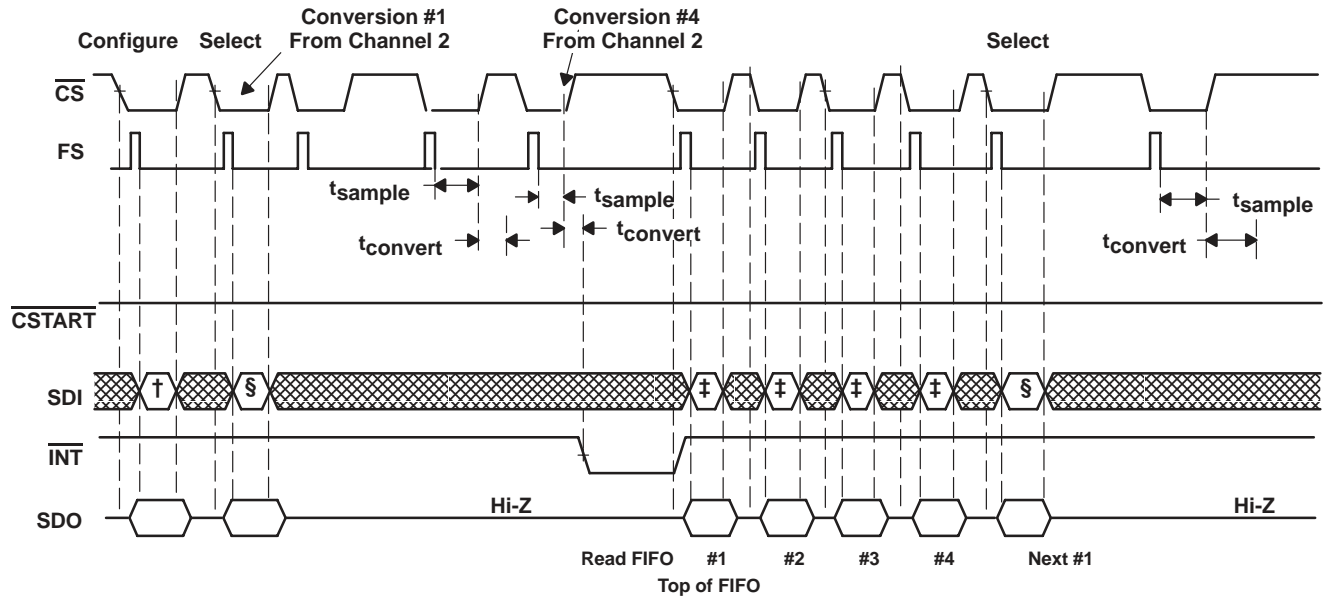 Conversion #1
From Channel 2
Conversion #4
From Channel 2
Configure
Select
Select
CS
FS
tsample
tsample
tconvert
tconvert
tsample
tconvert
CSTART
SDI
†
§
‡
‡
‡
‡
§
INT
SDO
Hi-Z
Hi-Z
Read FIFO
#1
#2
#3
#4
Next #1
Top of FIFO